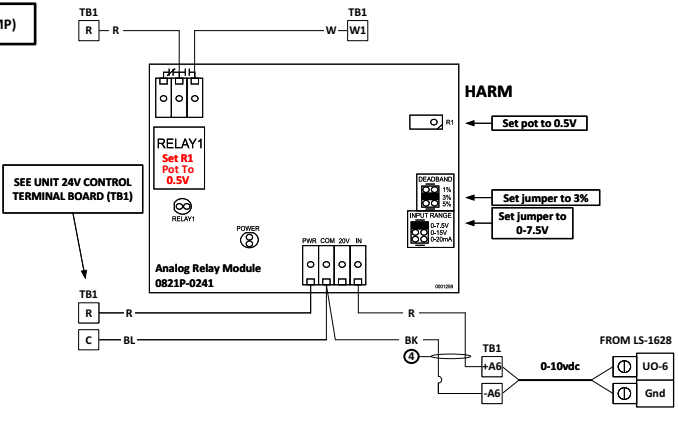 MP)
TB1
R
R
TB1
W
W1
HARM
R1
Set pot to 0.5V
RELAY1
Set R1
Pot To
0.5V
RELAY1
POWER
DEADBAND
1%
3%
5%
Set jumper to 3%
INPUT RANGE
0-7.5V
0-15V
0-20mA
Set jumper to
0-7.5V
SEE UNIT 24V CONTROL
TERMINAL BOARD (TB1)
PWR COM 20V IN
Analog Relay Module
0821P-0241
TB1
R
R
C
BL
R
BK
4
TB1
+A6
-A6
0-10vdc
FROM LS-1628
UO-6
Gnd